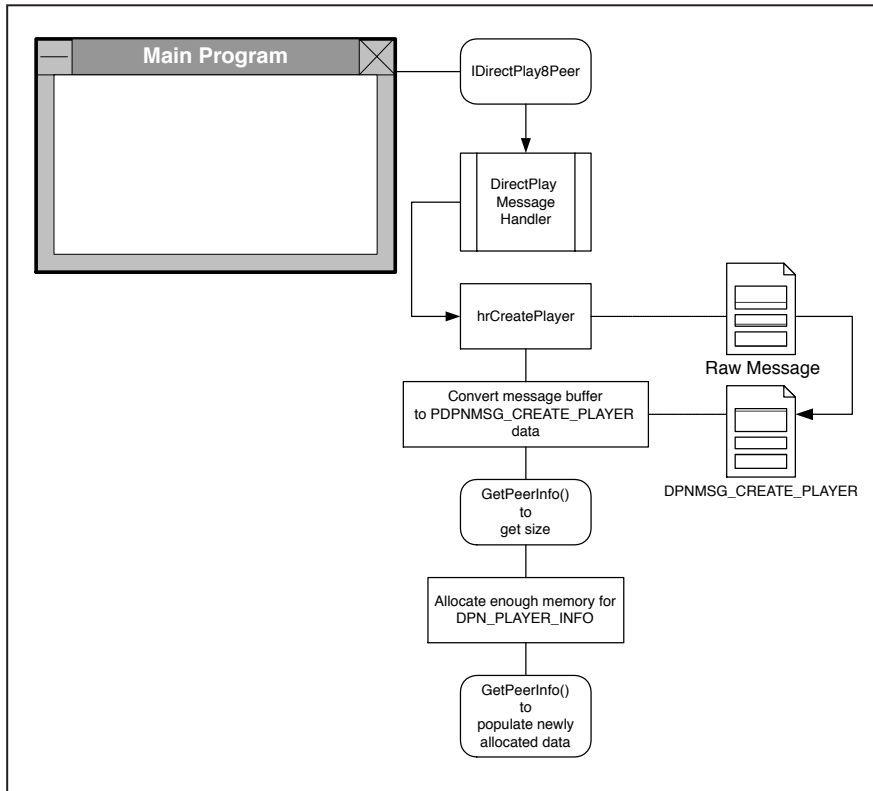 Main Program
IDirectPlay8Peer
DirectPlay
Message
Handler
hrCreatePlayer
Raw Message
Convert message buffer
to PDPNMSG_CREATE_PLAYER
data
DPNMSG_CREATE_PLAYER
GetPeerInfo()
to
get size
Allocate enough memory for
DPN_PLAYER_INFO
GetPeerInfo()
to
populate newly
allocated data